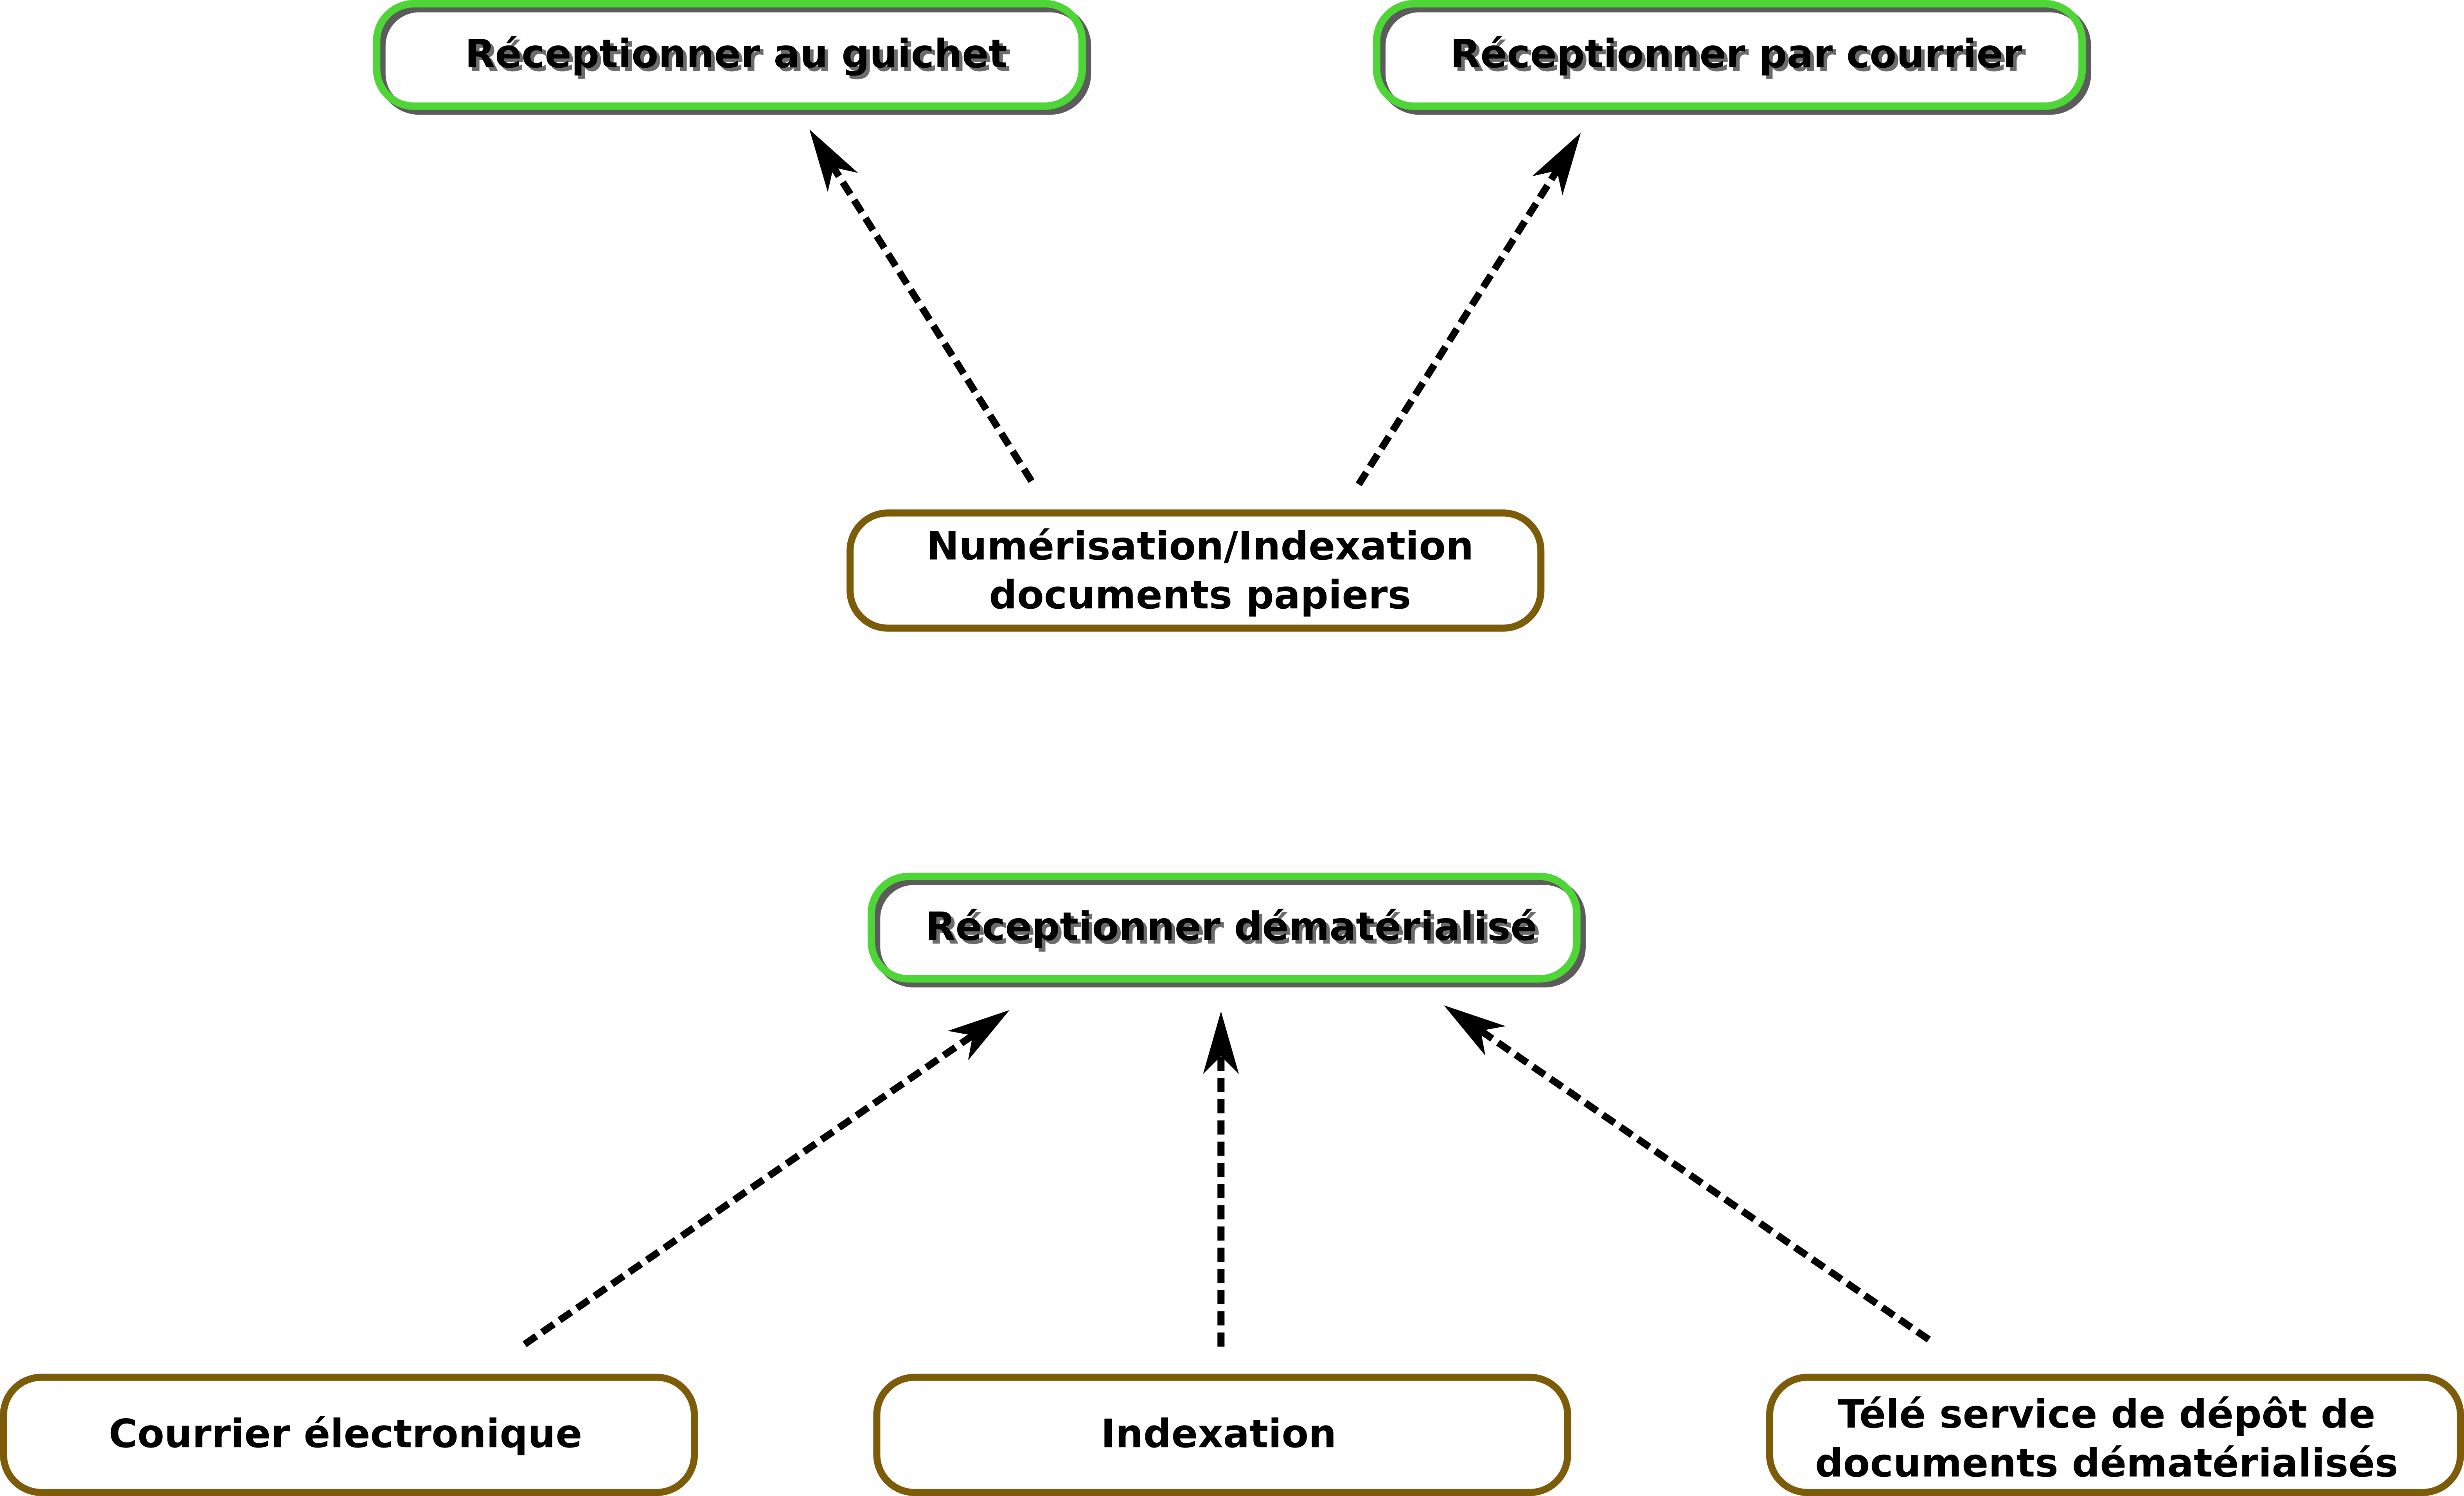 Réceptionner au guichet
Réceptionner par courrier
Numérisation/Indexation
documents papiers
Réceptionner dématérialisé
Courrier électronique
Indexation
Télé service de dépôt de
documents dématérialisés